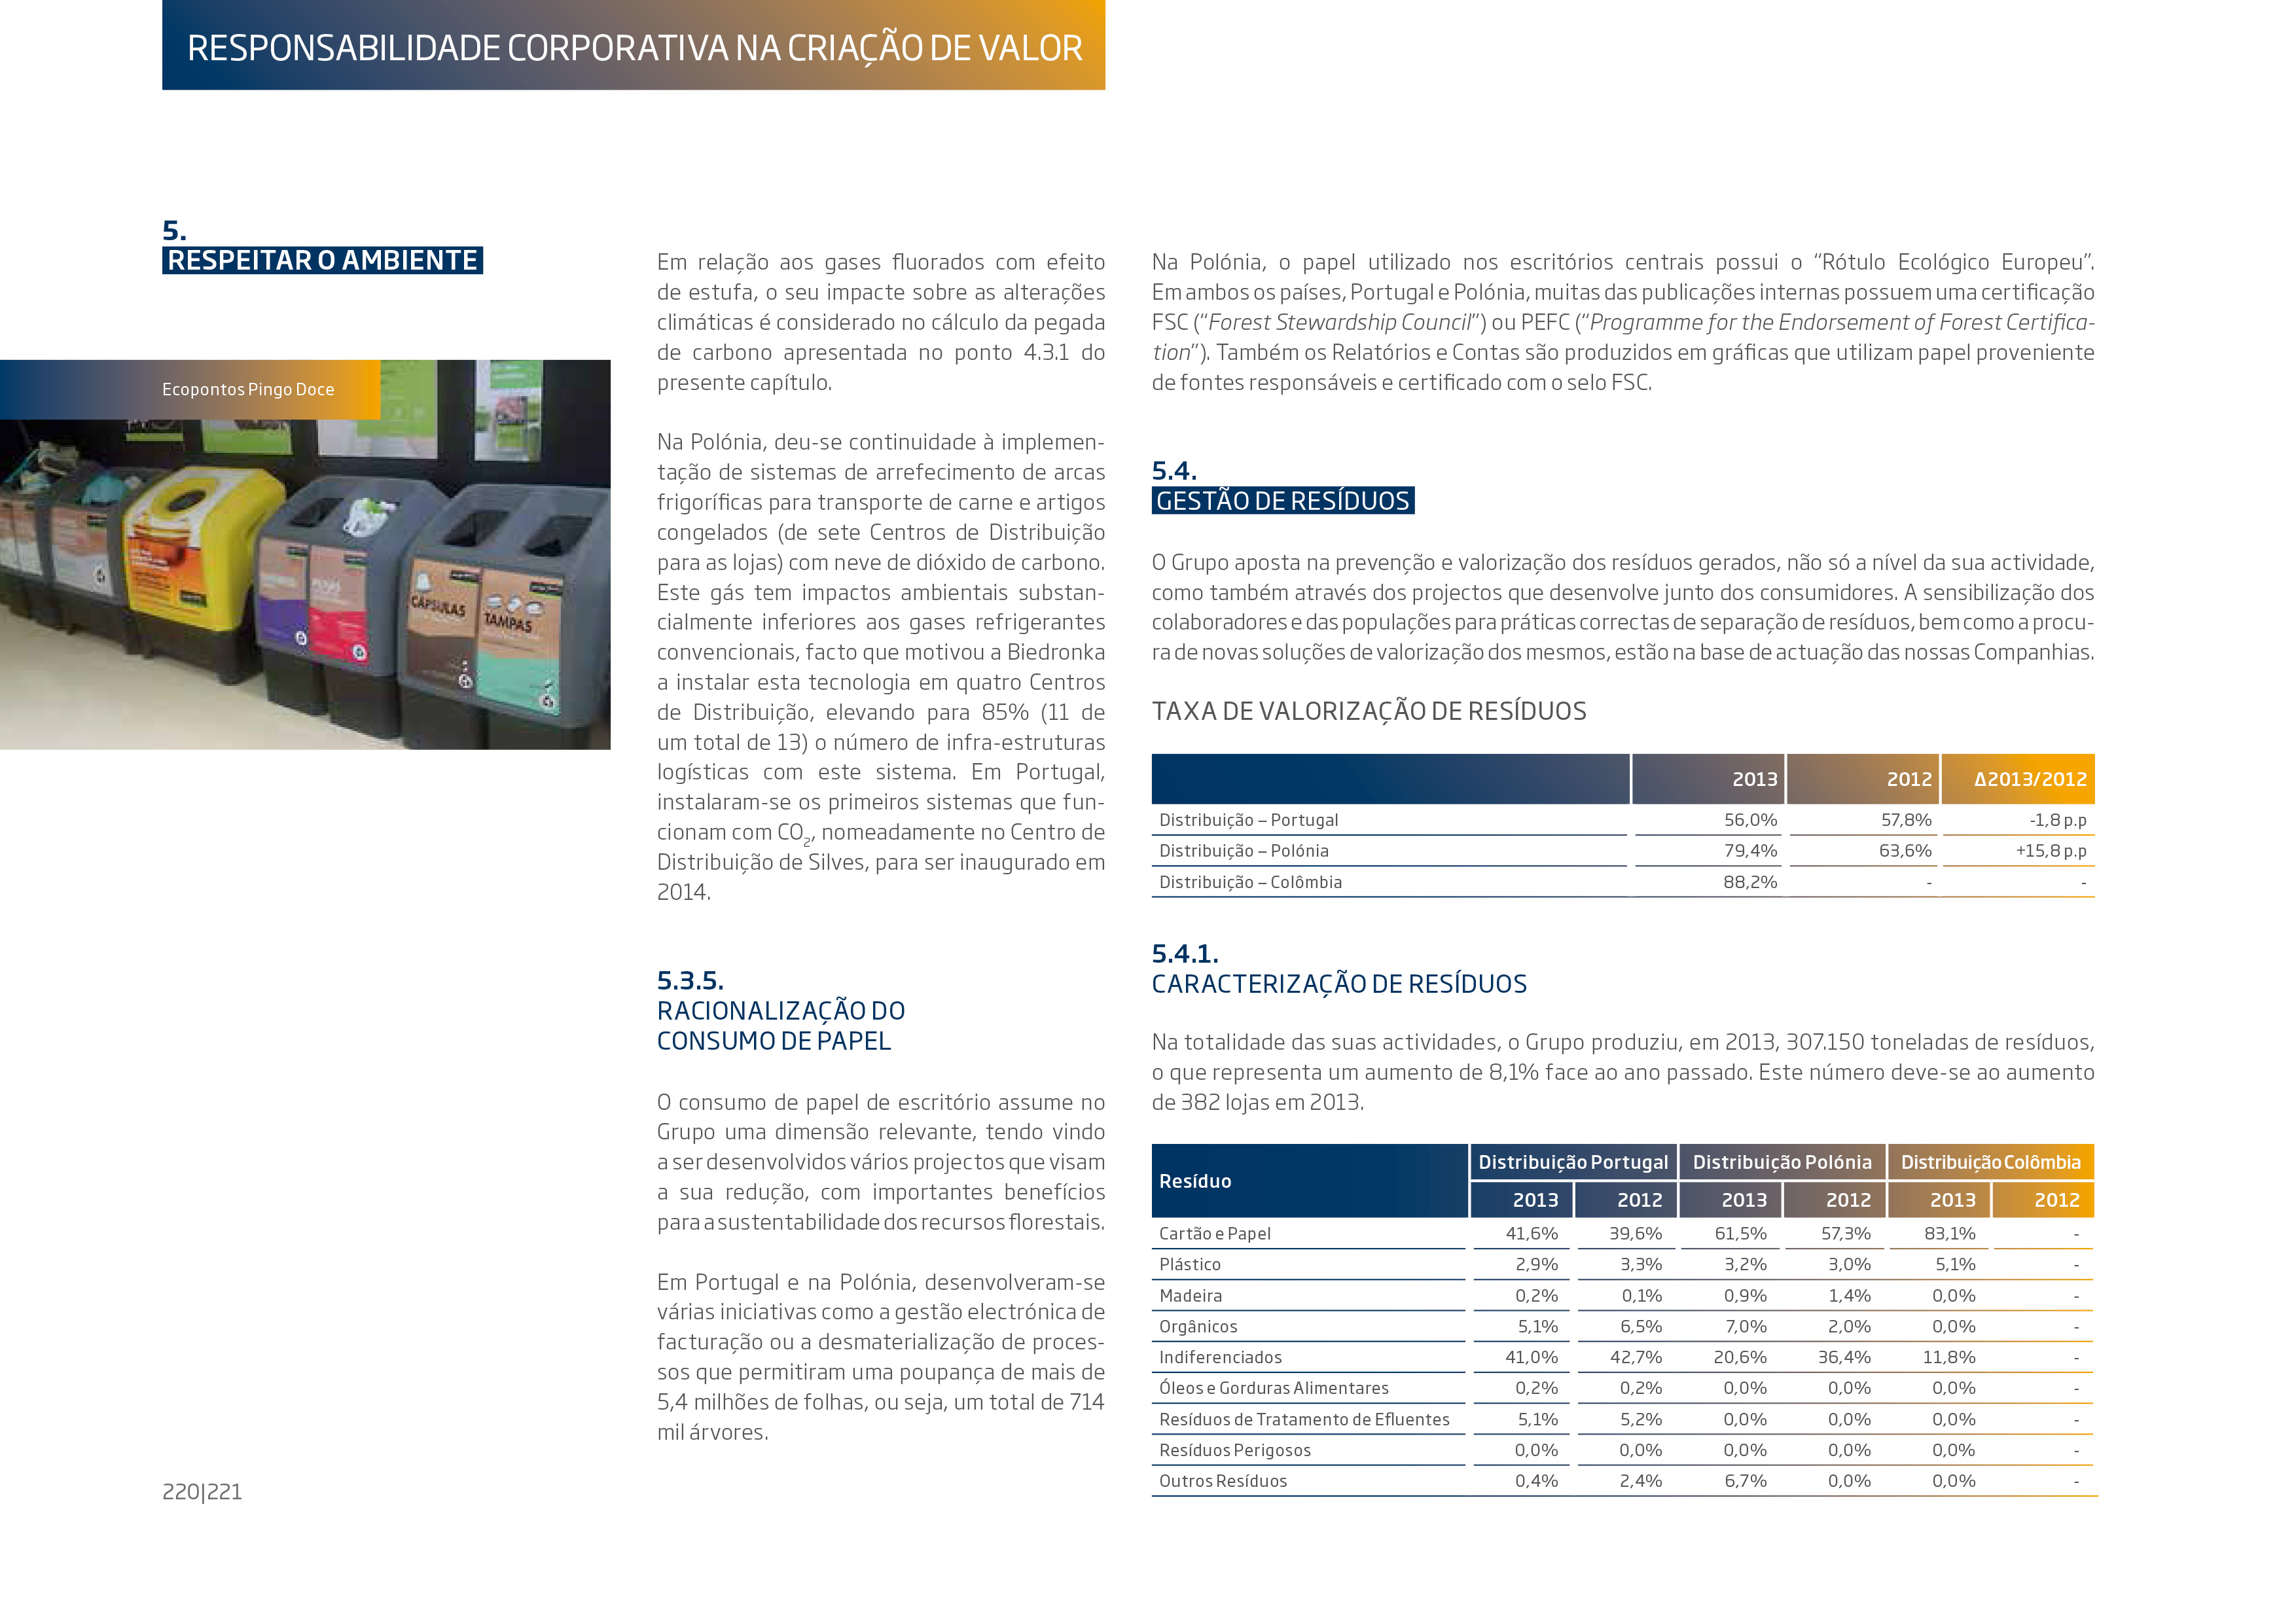 RESPONSABILIDADE CORPORATIVA NA CRIAÇÃO DE VALOR
5.
RESPEITAR O AMBIENTE
Ecopontos Pingo Doce
CÁPSULAS
TAMPAS
Em relação aos gases fluorados com efeito
de estufa, o seu impacte sobre as alterações
climáticas é considerado no cálculo da pegada
de carbono apresentada no ponto 4.3.1 do
presente capítulo.
Na Polónia, deu-se continuidade à implemen-
tação de sistemas de arrefecimento de arcas
frigoríficas para transporte de carne e artigos
congelados (de sete Centros de Distribuição
para as lojas) com neve de dióxido de carbono.
Este gás tem impactos ambientais substan-
cialmente inferiores aos gases refrigerantes
convencionais, facto que motivou a Biedronka
a instalar esta tecnologia em quatro Centros
de Distribuição, elevando para 85% (11 de
um total de 13) o número de infra-estruturas
logísticas com este sistema. Em Portugal,
instalaram-se os primeiros sistemas que fun-
cionam com CO2, nomeadamente no Centro de
Distribuição de Silves, para ser inaugurado em
2014.
5.3.5.
RACIONALIZAÇÃO DO
CONSUMO DE PAPEL
O consumo de papel de escritório assume no
Grupo uma dimensão relevante, tendo vindo
a ser desenvolvidos vários projectos que visam
a sua redução, com importantes benefícios
para a sustentabilidade dos recursos florestais.
Em Portugal e na Polónia, desenvolveram-se
várias iniciativas como a gestão electrónica de
facturação ou a desmaterialização de proces-
sos que permitiram uma poupança de mais de
5,4 milhões de folhas, ou seja, um total de 714
mil árvores.
Na Polónia, o papel utilizado nos escritórios centrais possui o “Rótulo Ecológico Europeu”.
Em ambos os países, Portugal e Polónia, muitas das publicações internas possuem uma certificação
FSC (“Forest Stewardship Council”) ou PEFC (“Programme for the Endorsement of Forest Certifica-
tion”). Também os Relatórios e Contas são produzidos em gráficas que utilizam papel proveniente
de fontes responsáveis e certificado com o selo FSC.
5.4.
GESTÃO DE RESÍDUOS
O Grupo aposta na prevenção e valorização dos resíduos gerados, não só a nível da sua actividade,
como também através dos projectos que desenvolve junto dos consumidores. A sensibilização dos
colaboradores e das populações para práticas correctas de separação de resíduos, bem como a procu-
ra de novas soluções de valorização dos mesmos, estão na base de actuação das nossas Companhias.
TAXA DE VALORIZAÇÃO DE RESÍDUOS
2013 2012 Δ2013/2012
Distribuição – Portugal 56,0% 57,8% -1,8 p.p
Distribuição – Polónia 79,4% 63,6% +15,8 p.p
Distribuição – Colômbia 88,2% - -
5.4.1.
CARACTERIZAÇÃO DE RESÍDUOS
Na totalidade das suas actividades, o Grupo produziu, em 2013, 307.150 toneladas de resíduos,
o que representa um aumento de 8,1% face ao ano passado. Este número deve-se ao aumento
de 382 lojas em 2013.
Resíduo Distribuição Portugal Distribuição Polónia Distribuição Colômbia
2013 2012 2013 2012 2013 2012
Cartão e Papel 41,6% 39,6% 61,5% 57,3% 83,1% -
Plástico 2,9% 3,3% 3,2% 3,0% 5,1% -
Madeira 0,2% 0,1% 0,9% 1,4% 0,0% -
Orgânicos 5,1% 6,5% 7,0% 2,0% 0,0% -
Indiferenciados 41,0% 42,7% 20,6% 36,4% 11,8% -
Óleos e Gorduras Alimentares 0,2% 0,2% 0,0% 0,0% 0,0% -
Resíduos de Tratamento de Efluentes 5,1% 5,2% 0,0% 0,0% 0,0% -
Resíduos Perigosos 0,0% 0,0% 0,0% 0,0% 0,0% -
Outros Resíduos 0,4% 2,4% 6,7% 0,0% 0,0% -
220|221